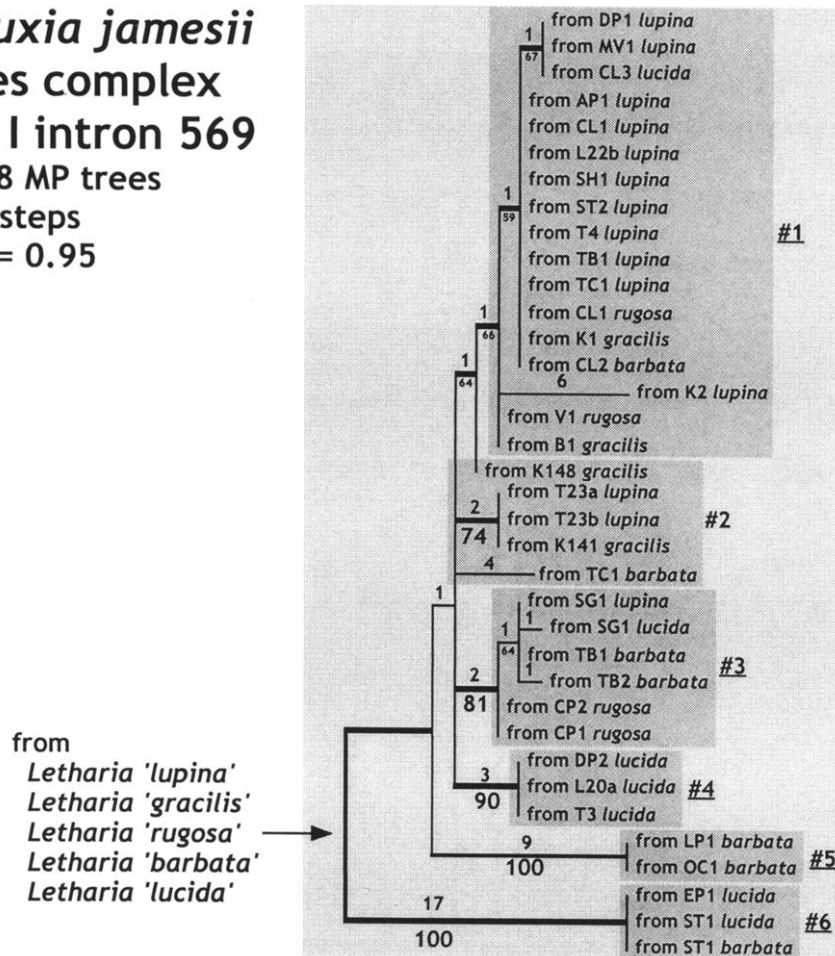 uxia jamesii
es complex
I intron 569
8 MP trees
steps
= 0.95
1
67
from DP1 lupina
from MV1 lupina
from CL3 lucida
from AP1 lupina
from CL1 lupina
from L22b lupina
from SH1 lupina
1
59
from ST2 lupina
from T4 lupina
#1
from TB1 lupina
from TC1 lupina
from CL1 rugosa
from K1 gracilis
from CL2 barbata
1
66
1
64
6
from K2 lupina
from V1 rugosa
from B1 gracilis
from K148 gracilis
from T23a lupina
2
74
from T23b lupina
#2
from K141 gracilis
4
from TC1 barbata
1
from SG1 lupina
1
from SG1 lucida
1
64
from TB1 barbata
#3
1
from TB2 barbata
2
81
from CP2 rugosa
from CP1 rugosa
from
Letharia 'lupina'
Letharia 'gracilis'
Letharia 'rugosa'
Letharia 'barbata'
Letharia 'lucida'
from DP2 lucida
3
90
from L20a lucida
#4
from T3 lucida
9
100
from LP1 barbata
from OC1 barbata
#5
from EP1 lucida
17
100
from ST1 lucida
#6
from ST1 barbata